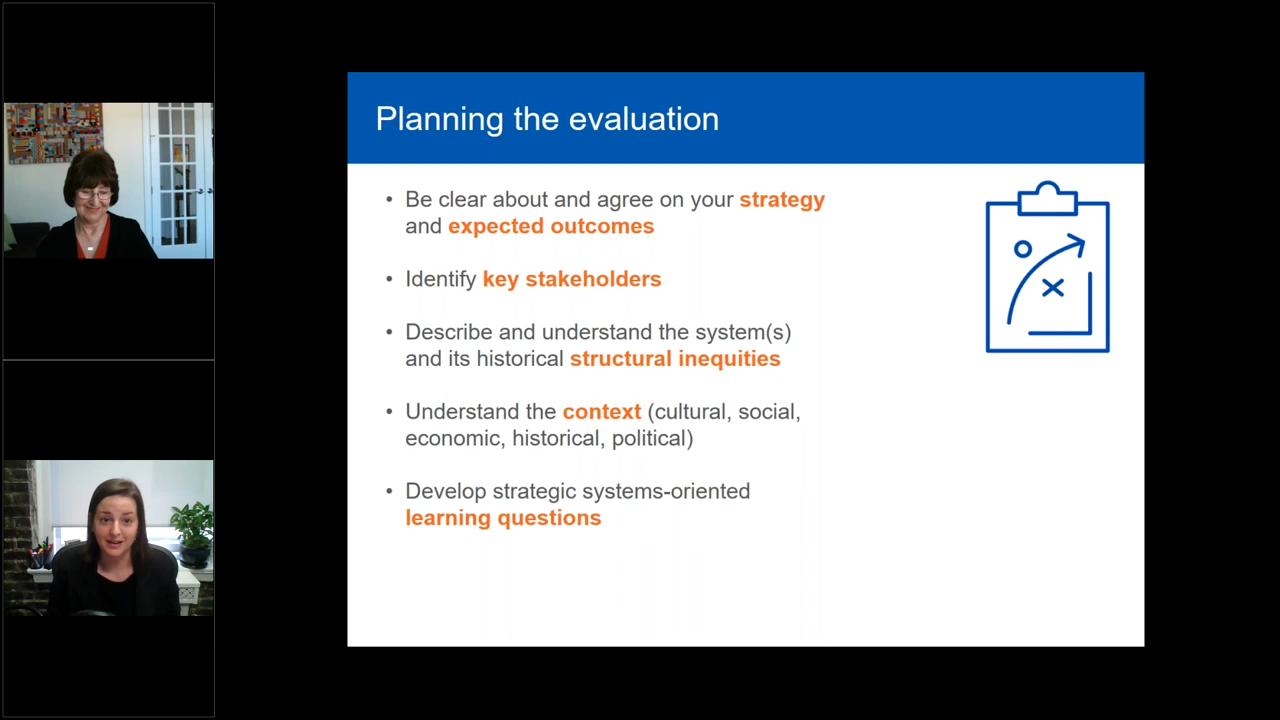 Planning the evaluation
• Be clear about and agree on your strategy
and expected outcomes
• Identify key stakeholders
• Describe and understand the system(s)
and its historical structural inequities
• Understand the context (cultural, social,
economic, historical, political)
• Develop strategic systems-oriented
learning questions